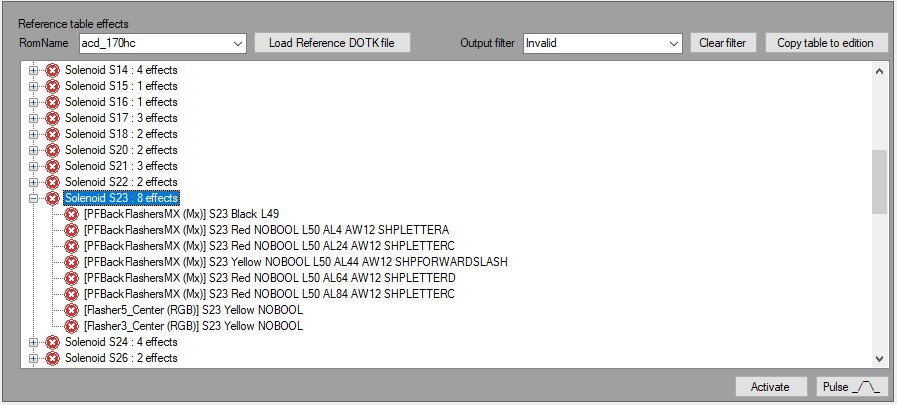 Reference table effects
RomName acd_170hc Load Reference DOTK file Output filter Invalid Clear filter Copy table to edition
Solenoid S14 : 4 effects
Solenoid S15 : 1 effects
Solenoid S16 : 1 effects
Solenoid S17 : 3 effects
Solenoid S18 : 2 effects
Solenoid S20 : 2 effects
Solenoid S21 : 3 effects
Solenoid S22 : 2 effects
Solenoid S23 : 8 effects
[PFBackFlashersMX (Mx)] S23 Black L49
[PFBackFlashersMX (Mx)] S23 Red NOBOOL L50 AL4 AW12 SHPLETTERA
[PFBackFlashersMX (Mx)] S23 Red NOBOOL L50 AL24 AW12 SHPLETTERC
[PFBackFlashersMX (Mx)] S23 Yellow NOBOOL L50 AL44 AW12 SHPFORWARDSLASH
[PFBackFlashersMX (Mx)] S23 Red NOBOOL L50 AL64 AW12 SHPLETTERD
[PFBackFlashersMX (Mx)] S23 Red NOBOOL L50 AL84 AW12 SHPLETTERC
[Flasher5_Center (RGB)] S23 Yellow NOBOOL
[Flasher3_Center (RGB)] S23 Yellow NOBOOL
Solenoid S24 : 4 effects
Solenoid S26 : 2 effects
Activate Pulse _/‾\_